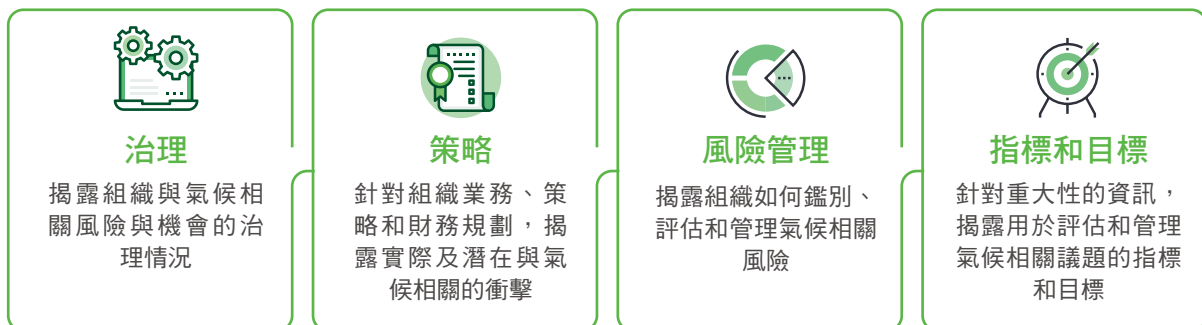 治理
揭露組織與氣候相
關風險與機會的治
理情況
策略
針對組織業務、策
略和財務規劃，揭
露實際及潛在與氣
候相關的衝擊
風險管理
揭露組織如何鑑別、
評估和管理氣候相關
風險
指標和目標
針對重大性的資訊，
揭露用於評估和管理
氣候相關議題的指標
和目標